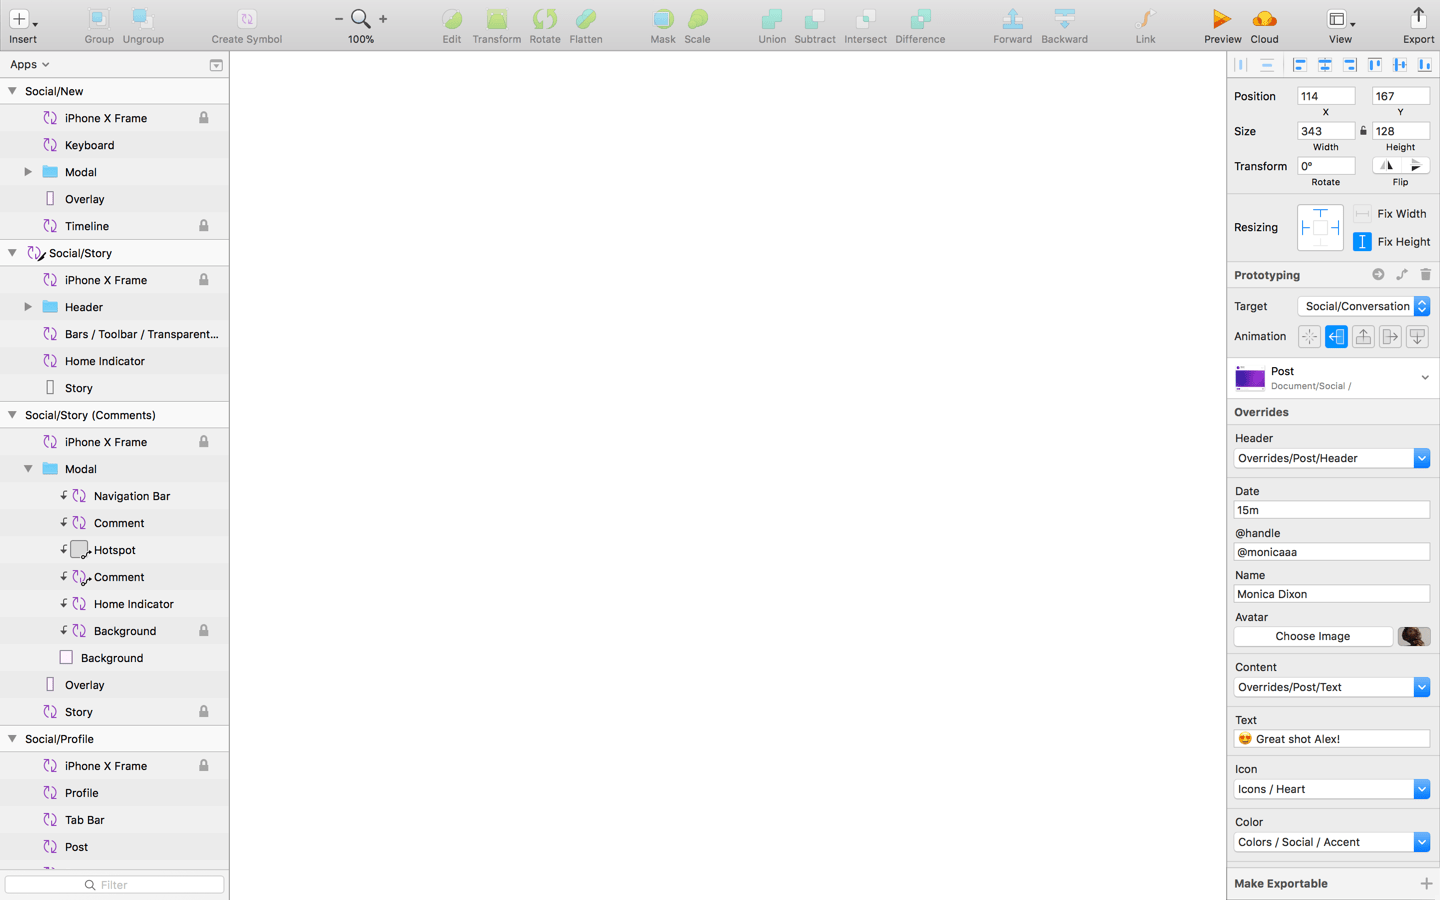 Insert
Group
Ungroup
Create Symbol
100%
Edit
Transform
Rotate
Flatten
Mask
Scale
Union
Subtract
Intersect
Difference
Forward
Backward
Link
Preview
Cloud
View
Export
Apps
Social/New
iPhone X Frame
Keyboard
Modal
Overlay
Timeline
Social/Story
iPhone X Frame
Header
Bars / Toolbar / Transparent...
Home Indicator
Story
Social/Story (Comments)
iPhone X Frame
Modal
Navigation Bar
Comment
Hotspot
Comment
Home Indicator
Background
Background
Overlay
Story
Social/Profile
iPhone X Frame
Profile
Tab Bar
Post
Filter
Position 114 167
X Y
Size 343 128
Width Height
Transform 0°
Rotate Flip
Resizing
Fix Width
Fix Height
Prototyping
Target Social/Conversation
Animation
Post
Document/Social /
Overrides
Header
Overrides/Post/Header
Date
15m
@handle
@monicaaa
Name
Monica Dixon
Avatar
Choose Image
Content
Overrides/Post/Text
Text
😍 Great shot Alex!
Icon
Icons / Heart
Color
Colors / Social / Accent
Make Exportable